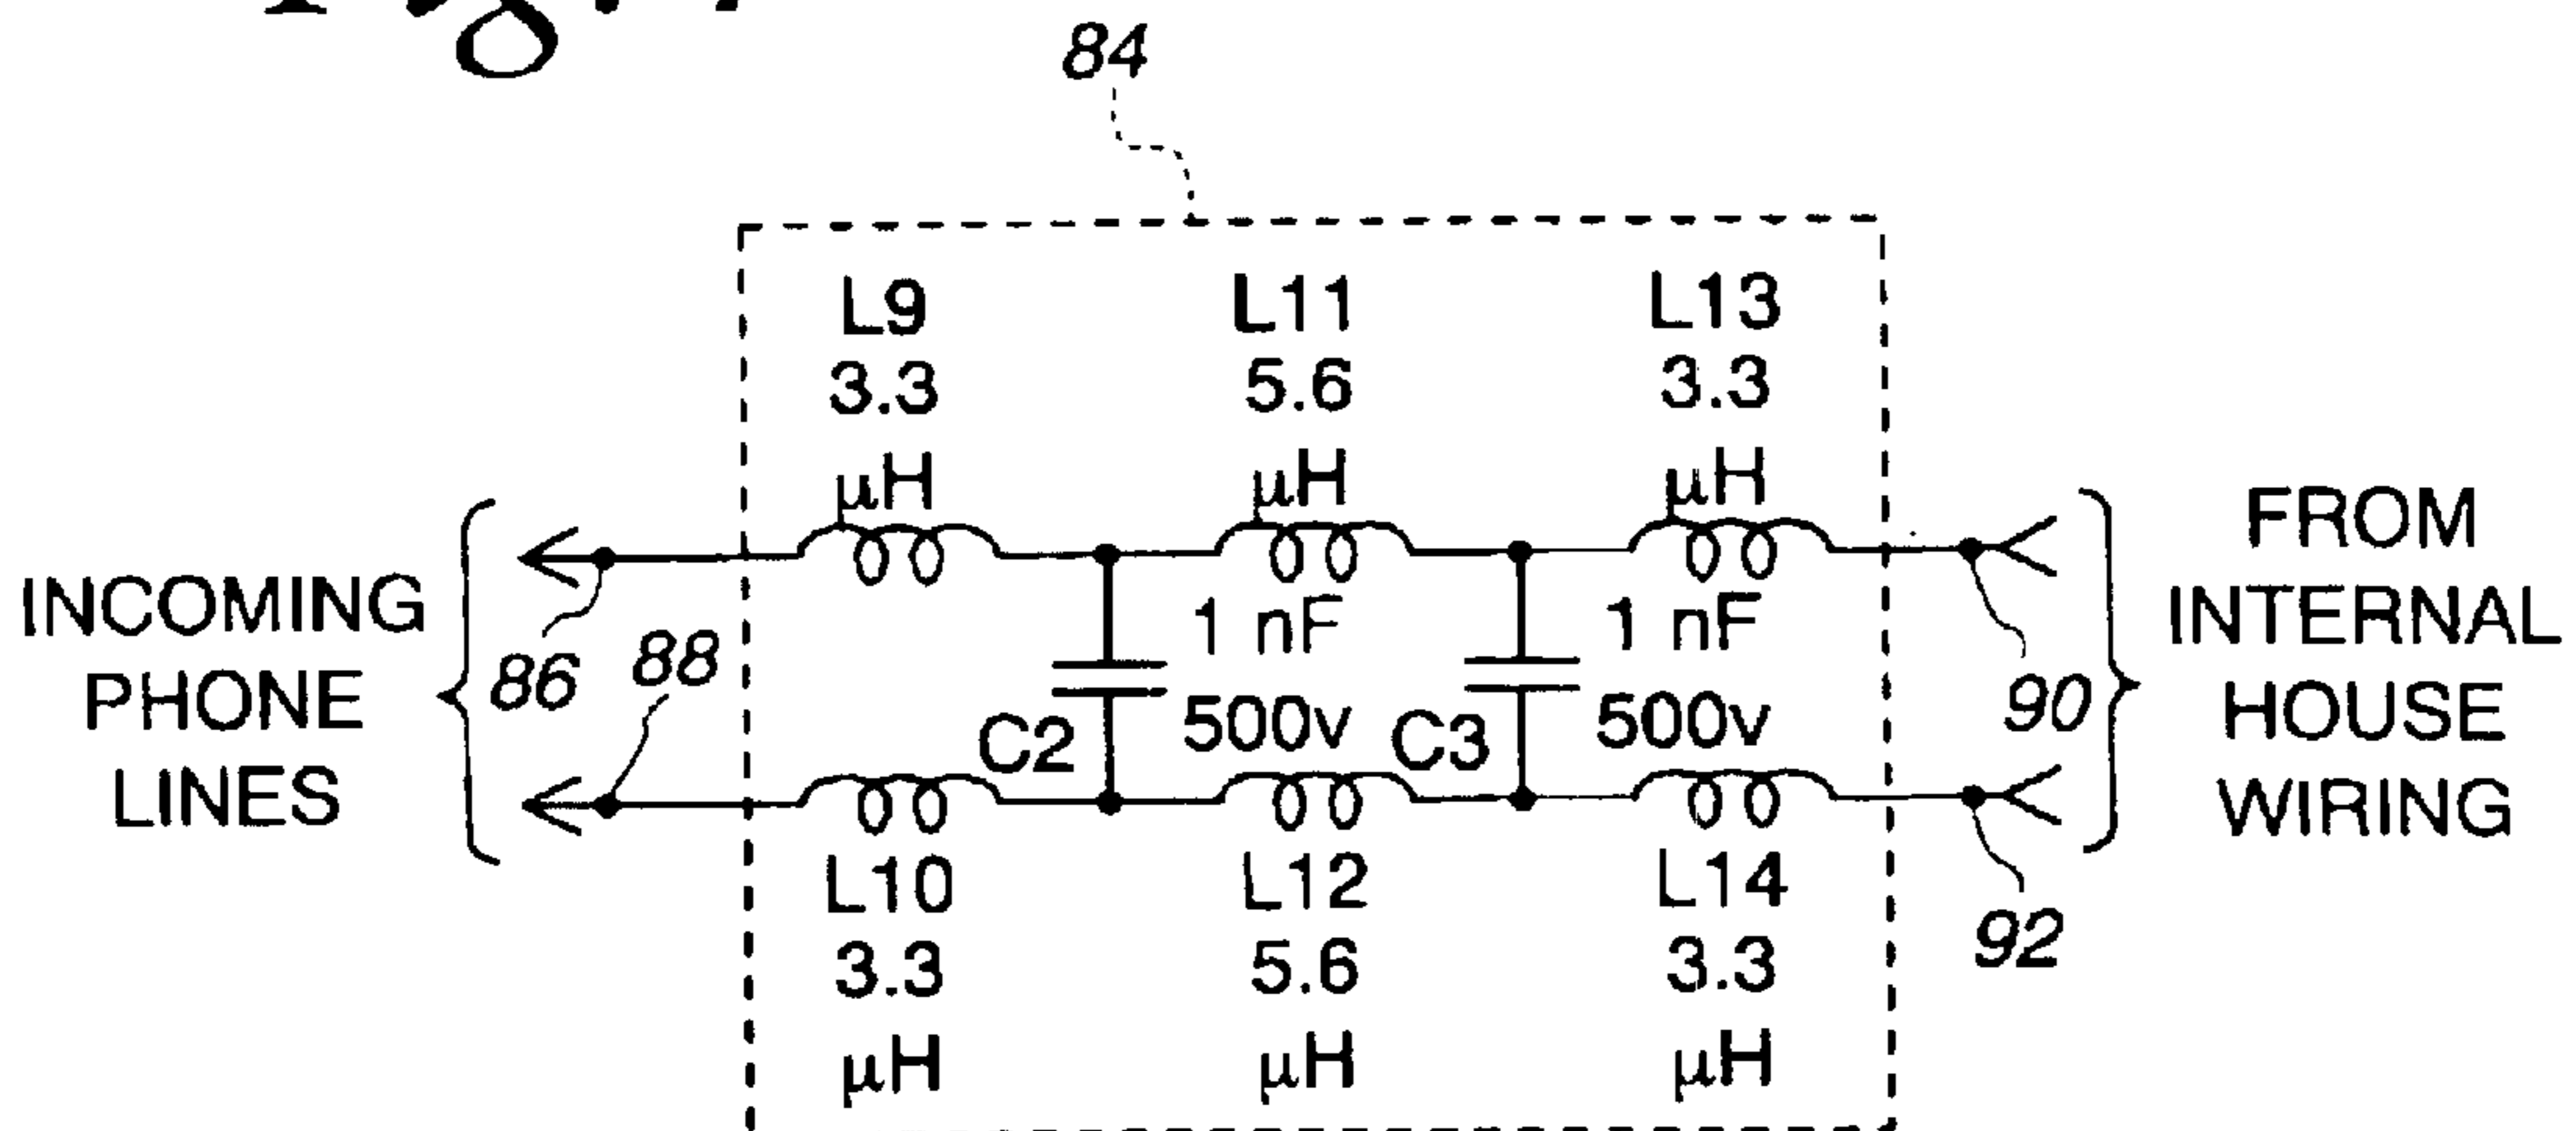 84
L9
3.3
µH
L11
5.6
µH
L13
3.3
µH
INCOMING
PHONE
LINES
86
88
C2
1 nF
500v
C3
1 nF
500v
90
92
FROM
INTERNAL
HOUSE
WIRING
L10
3.3
µH
L12
5.6
µH
L14
3.3
µH